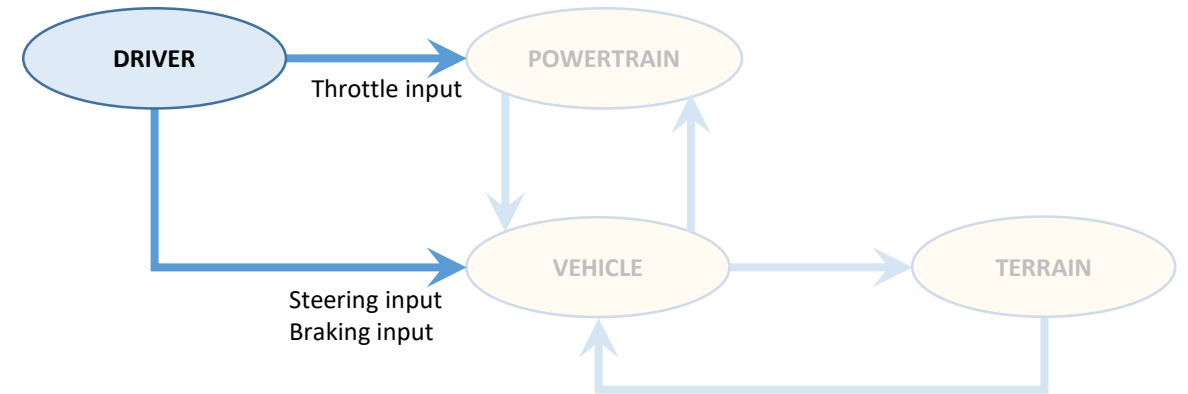 DRIVER
POWERTRAIN
Throttle input
VEHICLE
TERRAIN
Steering input
Braking input